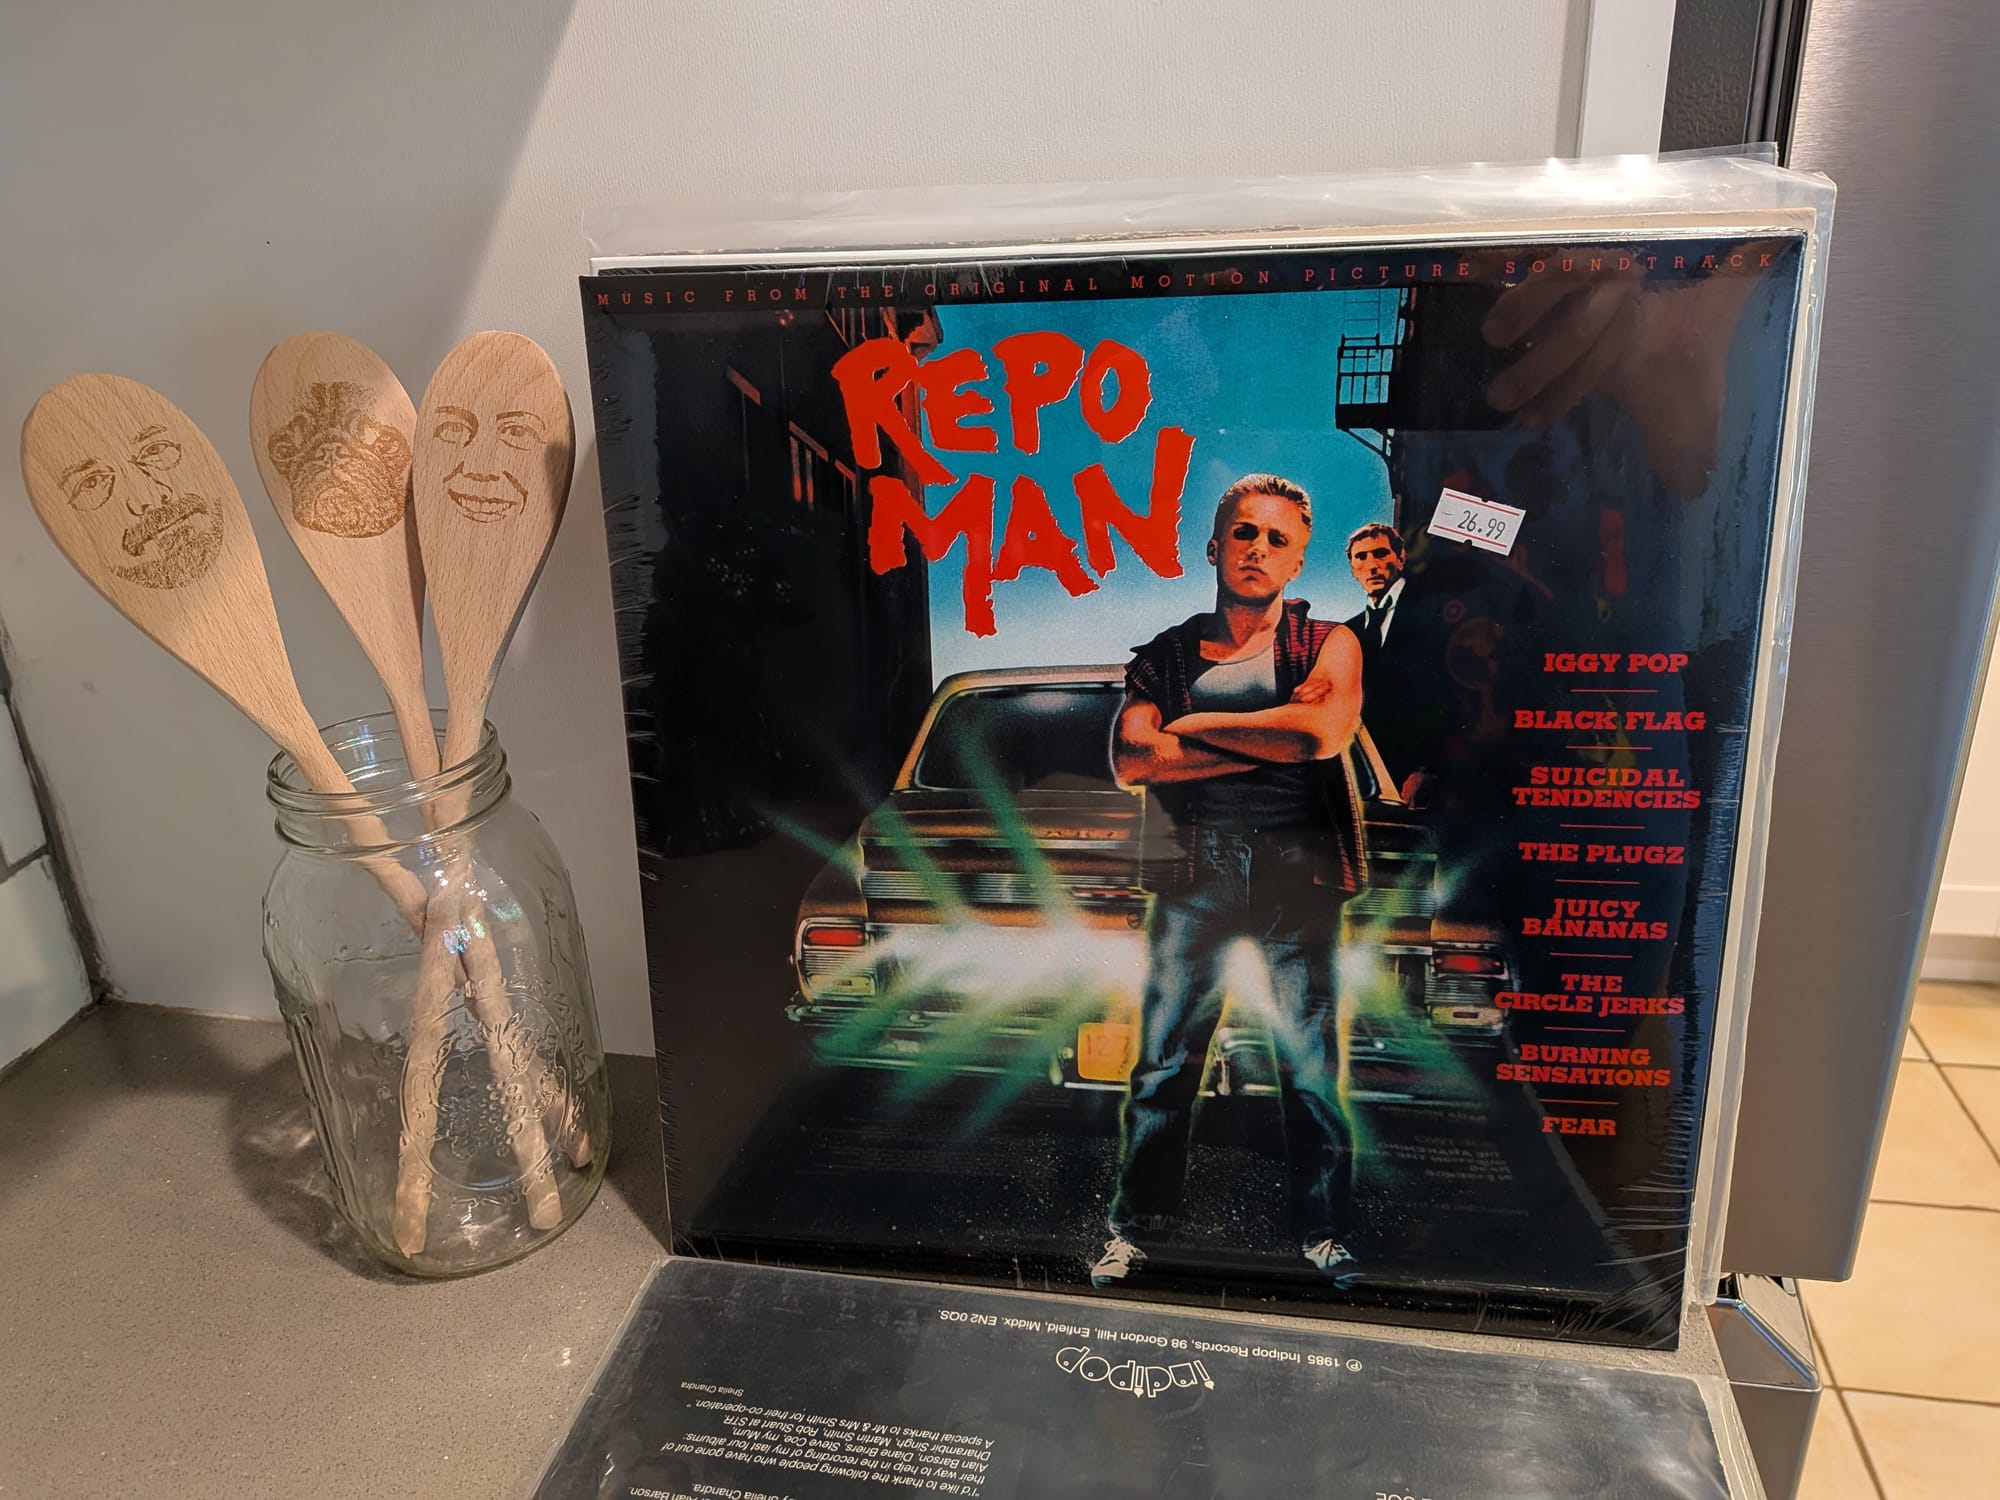 MUSIC FROM THE ORIGINAL MOTION PICTURE SOUNDTRACK
REPO
MAN
26.99
IGGY POP
BLACK FLAG
SUICIDAL
TENDENCIES
THE PLUGZ
JUICY
BANANAS
THE
CIRCLE JERKS
BURNING
SENSATIONS
FEAR
℗ 1985 Indipop Records, 98 Gordon Hill, Enfield, Middx. EN2 0QS.
indipop
"I'd like to thank the following people who have gone out of
their way to help in the recording of my last four albums:
Alan Barson, Diane Briers, Steve Coe, my Mum,
Dharambir Singh, Martin Smith, Rob Stuart at STR.
A special thanks to Mr & Mrs Smith for their co-operation."
Sheila Chandra
Sheila Chandra.
Alan Barson.